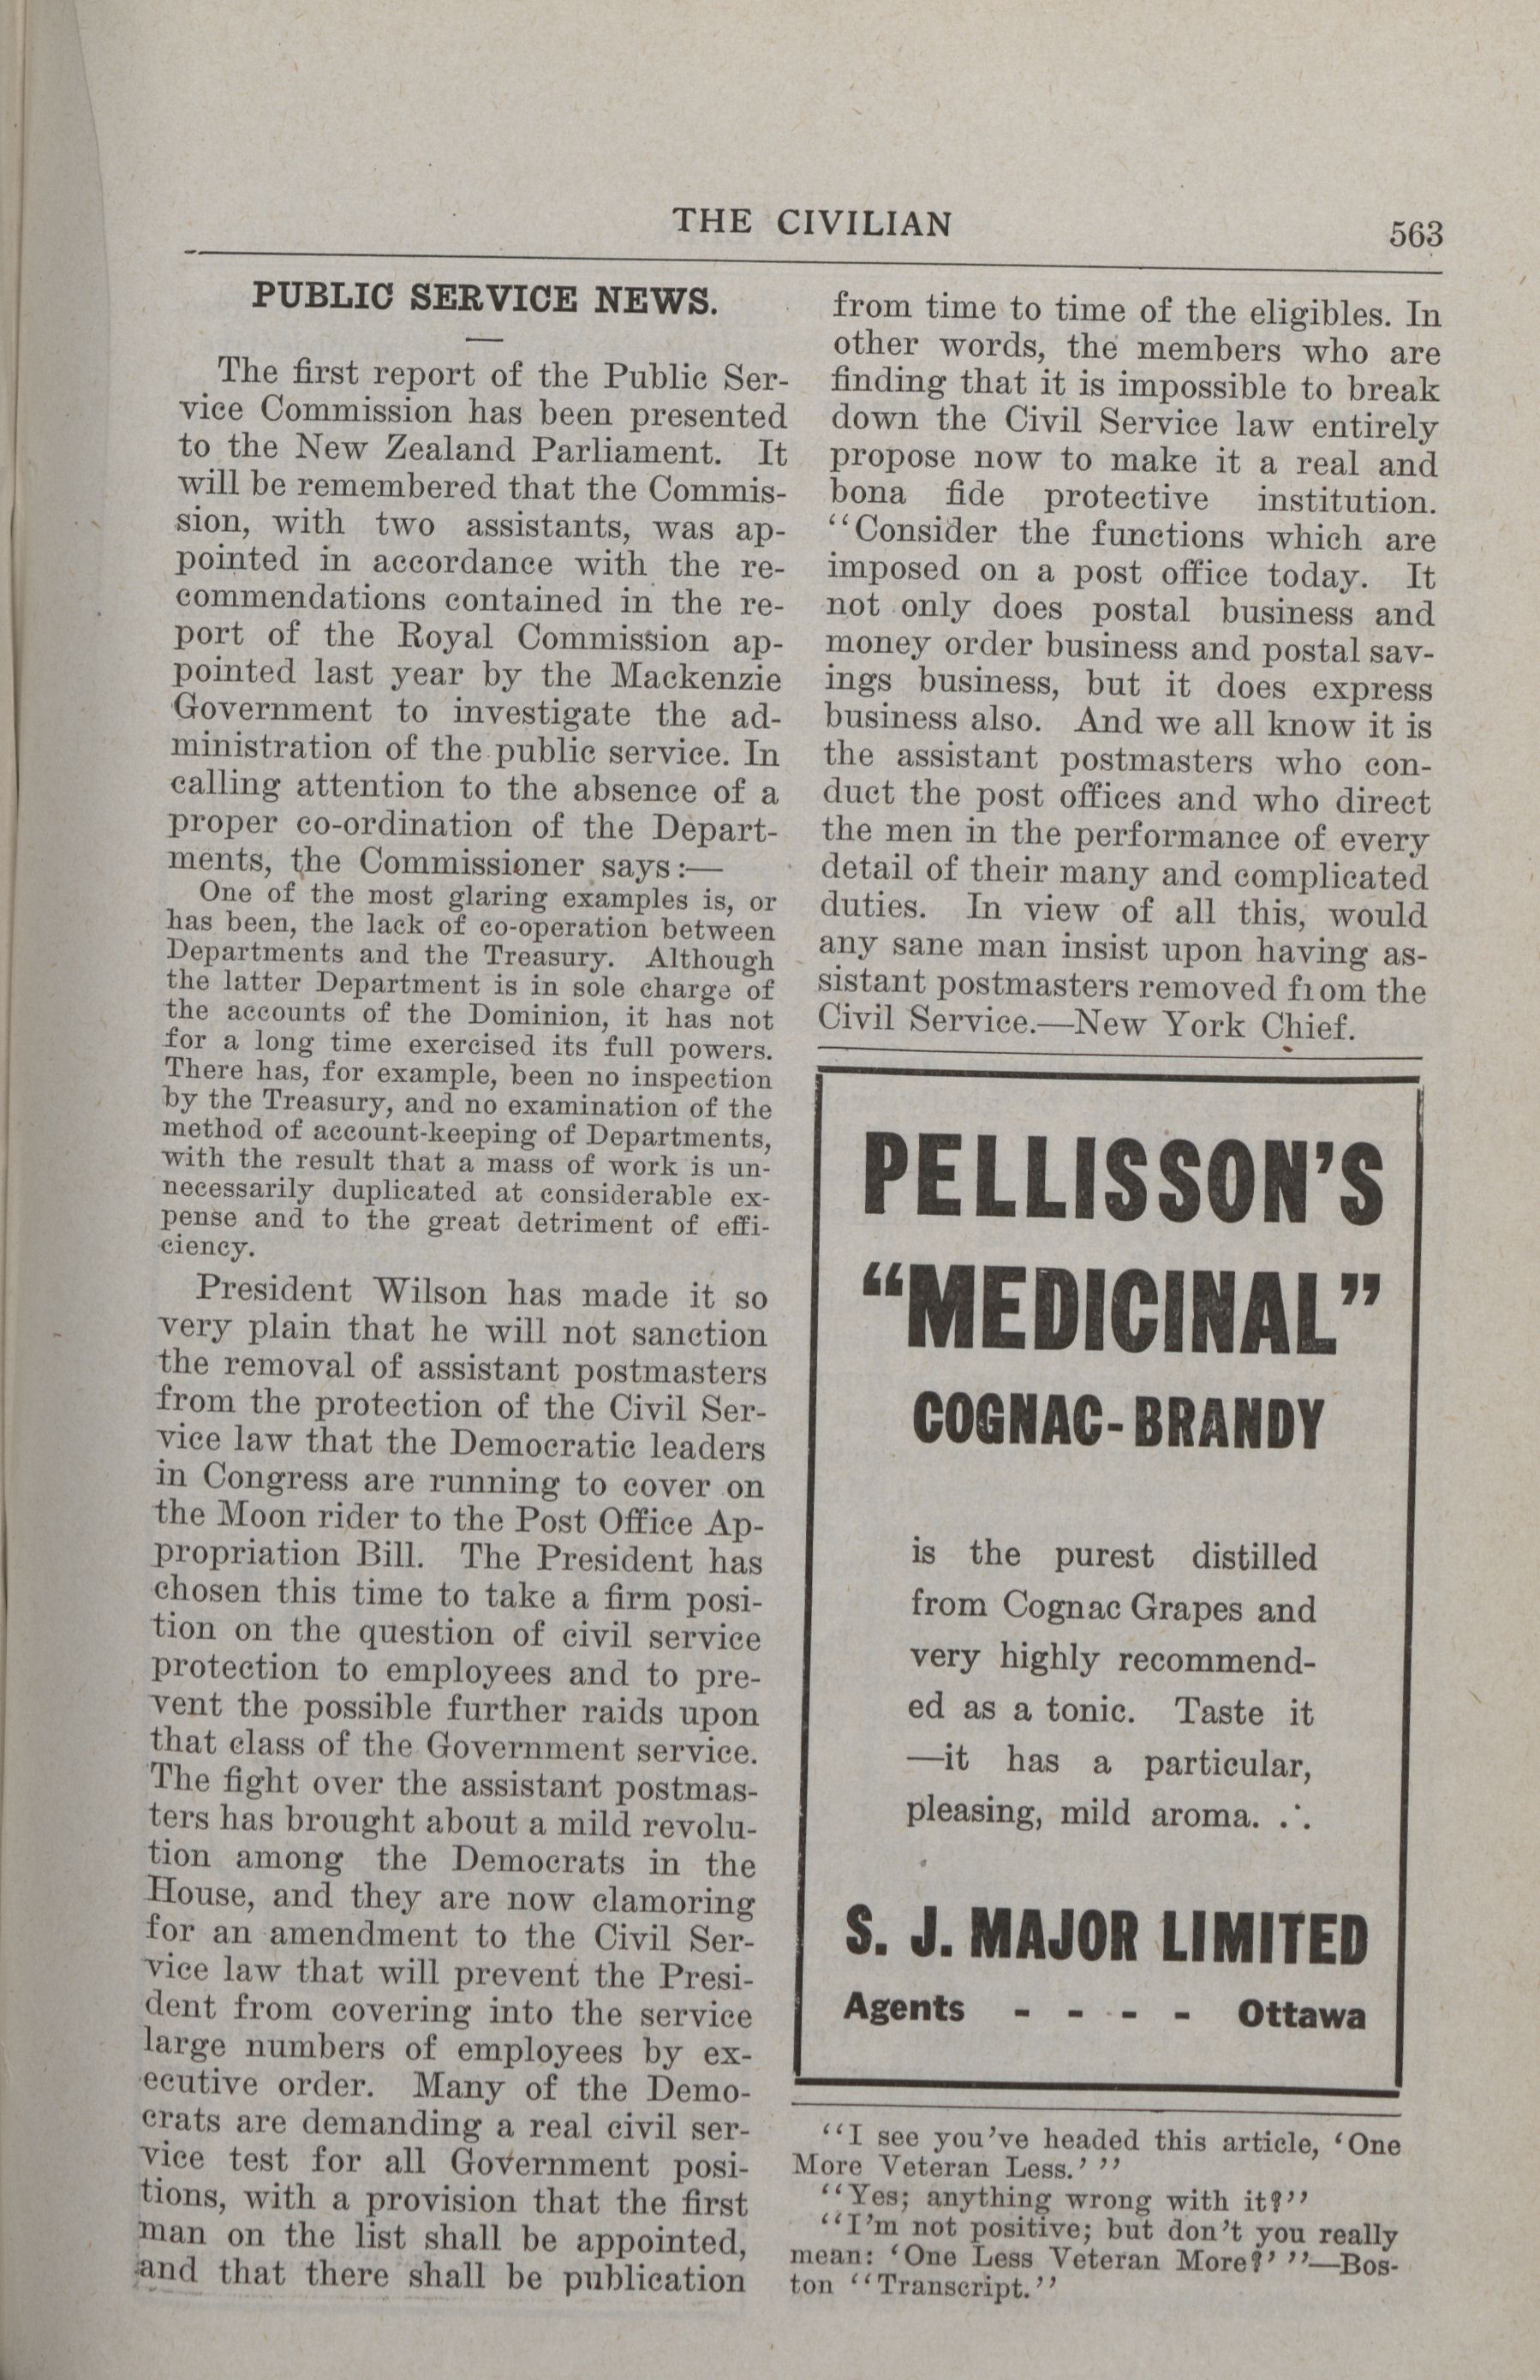 THE CIVILIAN
563
PUBLIC SERVICE NEWS.
The first report of the Public Ser-
vice Commission has been presented
to the New Zealand Parliament. It
will be remembered that the Commis-
sion, with two assistants, was ap-
pointed in accordance with the re-
commendations contained in the re-
port of the Royal Commission ap-
pointed last year by the Mackenzie
Government to investigate the ad-
ministration of the public service. In
calling attention to the absence of a
proper co-ordination of the Depart-
ments, the Commissioner says:—
One of the most glaring examples is, or
has been, the lack of co-operation between
Departments and the Treasury. Although
the latter Department is in sole charge of
the accounts of the Dominion, it has not
for a long time exercised its full powers.
There has, for example, been no inspection
by the Treasury, and no examination of the
method of account-keeping of Departments,
with the result that a mass of work is un-
necessarily duplicated at considerable ex-
pense and to the great detriment of effi-
ciency.
President Wilson has made it so
very plain that he will not sanction
the removal of assistant postmasters
from the protection of the Civil Ser-
vice law that the Democratic leaders
in Congress are running to cover on
the Moon rider to the Post Office Ap-
propriation Bill. The President has
chosen this time to take a firm posi-
tion on the question of civil service
protection to employees and to pre-
vent the possible further raids upon
that class of the Government service.
The fight over the assistant postmas-
ters has brought about a mild revolu-
tion among the Democrats in the
House, and they are now clamoring
for an amendment to the Civil Ser-
vice law that will prevent the Presi-
dent from covering into the service
large numbers of employees by ex-
ecutive order. Many of the Demo-
crats are demanding a real civil ser-
vice test for all Government posi-
tions, with a provision that the first
man on the list shall be appointed,
and that there shall be publication
from time to time of the eligibles. In
other words, the members who are
finding that it is impossible to break
down the Civil Service law entirely
propose now to make it a real and
bona fide protective institution.
"Consider the functions which are
imposed on a post office today. It
not only does postal business and
money order business and postal sav-
ings business, but it does express
business also. And we all know it is
the assistant postmasters who con-
duct the post offices and who direct
the men in the performance of every
detail of their many and complicated
duties. In view of all this, would
any sane man insist upon having as-
sistant postmasters removed from the
Civil Service.—New York Chief.
PELLISSON'S
"MEDICINAL"
COGNAC-BRANDY
is the purest distilled
from Cognac Grapes and
very highly recommend-
ed as a tonic. Taste it
—it has a particular,
pleasing, mild aroma. ∴
S. J. MAJOR LIMITED
Agents - - - - Ottawa
"I see you've headed this article, 'One
More Veteran Less.' "
"Yes; anything wrong with it?"
"I'm not positive; but don't you really
mean: 'One Less Veteran More?' "—Bos-
ton "Transcript."